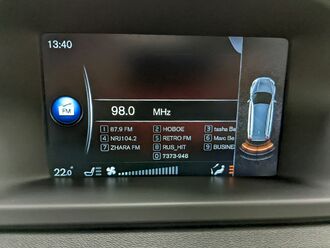 13:40
FM
98.0 MHz
1 87.9 FM 2 НОВОЕ 3 tasha Ba
4 NRJ104.2 5 RETRO FM 6 Marc Be
7 ZHARA FM 8 RUS_HIT 9 BUSINE
0 7373-948
22.0°